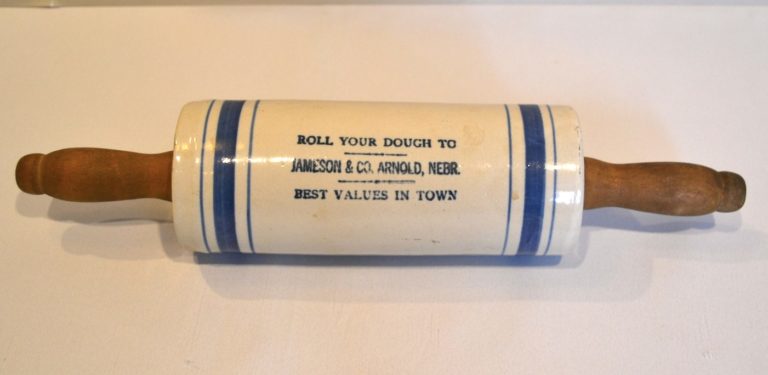 ROLL YOUR DOUGH TO
JAMESON & CO. ARNOLD, NEBR.
BEST VALUES IN TOWN